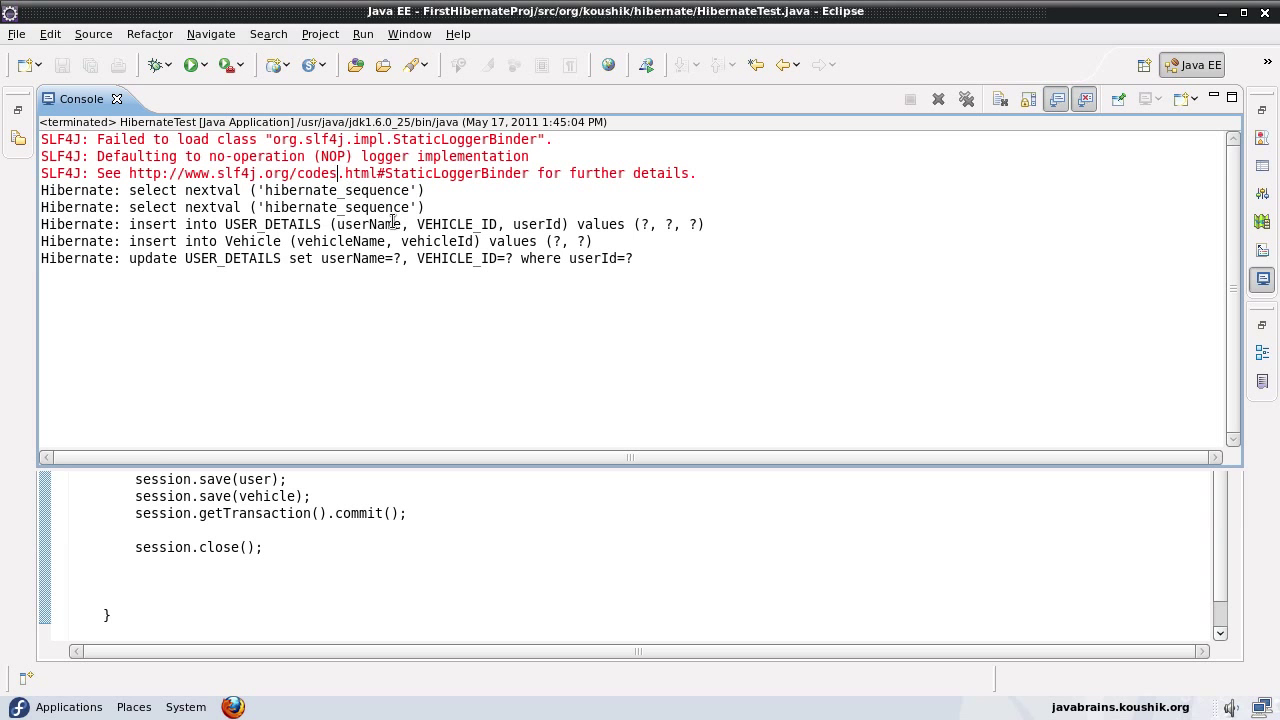 Java EE - FirstHibernateProj/src/org/koushik/hibernate/HibernateTest.java - Eclipse
File Edit Source Refactor Navigate Search Project Run Window Help
Java EE
Console
<terminated> HibernateTest [Java Application] /usr/java/jdk1.6.0_25/bin/java (May 17, 2011 1:45:04 PM)
SLF4J: Failed to load class "org.slf4j.impl.StaticLoggerBinder".
SLF4J: Defaulting to no-operation (NOP) logger implementation
SLF4J: See http://www.slf4j.org/codes.html#StaticLoggerBinder for further details.
Hibernate: select nextval ('hibernate_sequence')
Hibernate: select nextval ('hibernate_sequence')
Hibernate: insert into USER_DETAILS (userName, VEHICLE_ID, userId) values (?, ?, ?)
Hibernate: insert into Vehicle (vehicleName, vehicleId) values (?, ?)
Hibernate: update USER_DETAILS set userName=?, VEHICLE_ID=? where userId=?
session.save(user);
session.save(vehicle);
session.getTransaction().commit();
session.close();
}
Applications Places System
javabrains.koushik.org